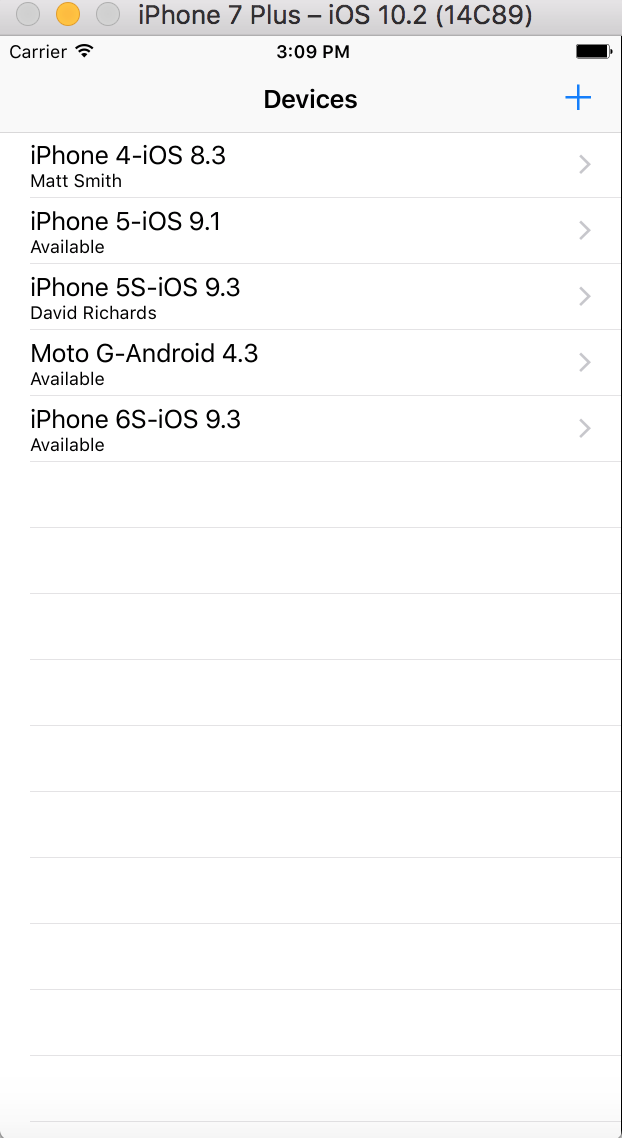 iPhone 7 Plus – iOS 10.2 (14C89)
Carrier 3:09 PM
Devices
iPhone 4-iOS 8.3
Matt Smith
iPhone 5-iOS 9.1
Available
iPhone 5S-iOS 9.3
David Richards
Moto G-Android 4.3
Available
iPhone 6S-iOS 9.3
Available